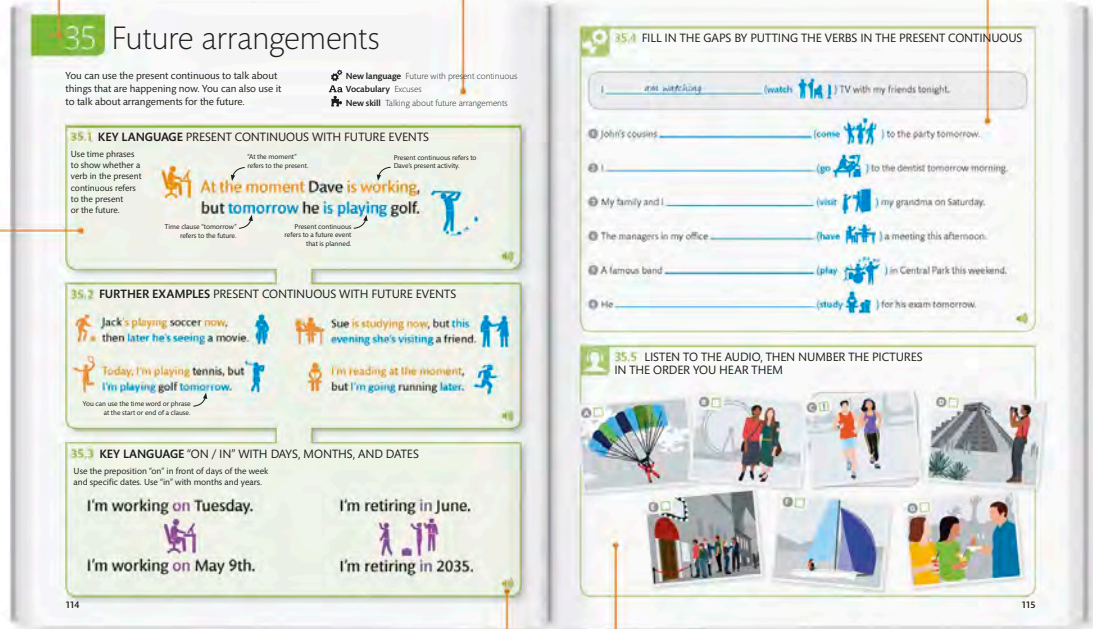 35 Future arrangements
You can use the present continuous to talk about
things that are happening now. You can also use it
to talk about arrangements for the future.
New language Future with present continuous
Aa Vocabulary Excuses
New skill Talking about future arrangements
35.1 KEY LANGUAGE PRESENT CONTINUOUS WITH FUTURE EVENTS
Use time phrases
to show whether a
verb in the present
continuous refers
to the present
or the future.
"At the moment"
refers to the present.
Present continuous refers to
Dave's present activity.
At the moment Dave is working,
but tomorrow he is playing golf.
Time clause "tomorrow"
refers to the future.
Present continuous
refers to a future event
that is planned.
35.2 FURTHER EXAMPLES PRESENT CONTINUOUS WITH FUTURE EVENTS
Jack's playing soccer now,
then later he's seeing a movie.
Sue is studying now, but this
evening she's visiting a friend.
Today, I'm playing tennis, but
I'm playing golf tomorrow.
You can use the time word or phrase
at the start or end of a clause.
I'm reading at the moment,
but I'm going running later.
35.3 KEY LANGUAGE "ON / IN" WITH DAYS, MONTHS, AND DATES
Use the preposition "on" in front of days of the week
and specific dates. Use "in" with months and years.
I'm working on Tuesday.
I'm working on May 9th.
I'm retiring in June.
I'm retiring in 2035.
114
35.4 FILL IN THE GAPS BY PUTTING THE VERBS IN THE PRESENT CONTINUOUS
I am watching (watch) TV with my friends tonight.
1 John's cousins (come) to the party tomorrow.
2 I (go) to the dentist tomorrow morning.
3 My family and I (visit) my grandma on Saturday.
4 The managers in my office (have) a meeting this afternoon.
5 A famous band (play) in Central Park this weekend.
6 He (study) for his exam tomorrow.
35.5 LISTEN TO THE AUDIO, THEN NUMBER THE PICTURES
IN THE ORDER YOU HEAR THEM
A
B
C 1
D
E
F
G
115